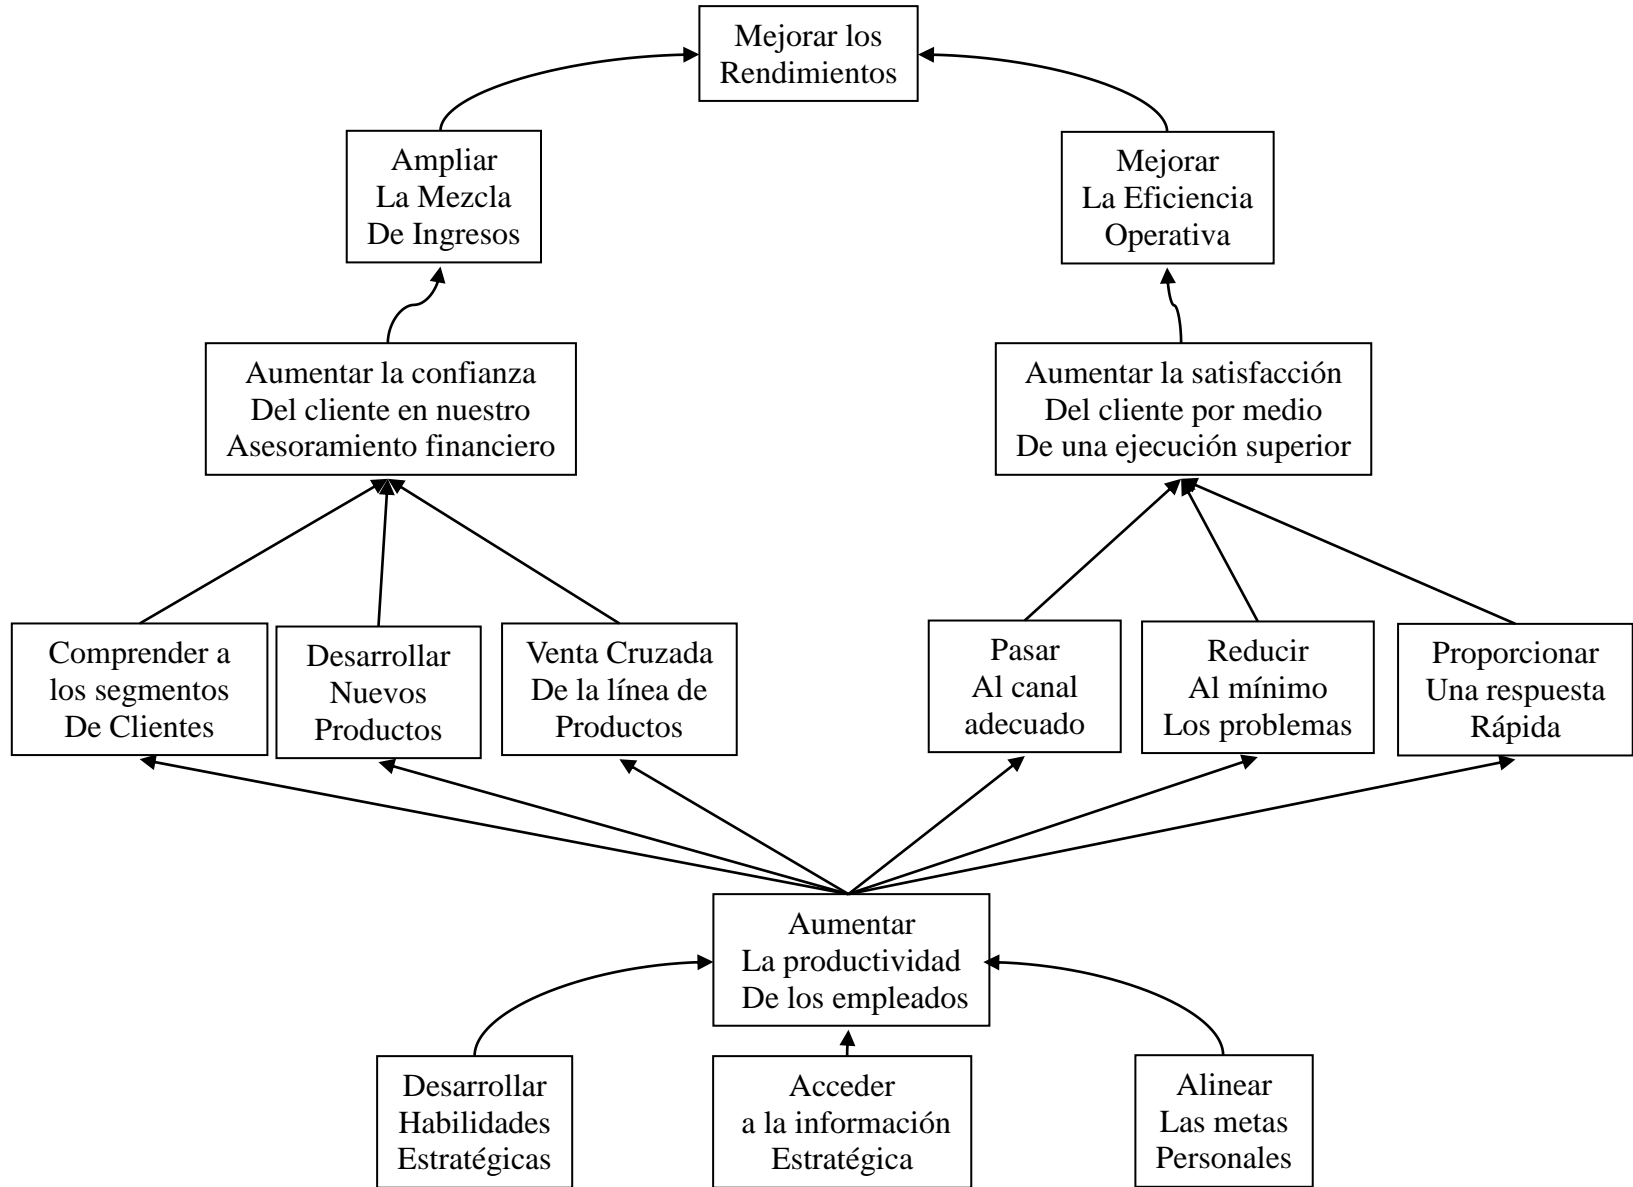 Mejorar los
Rendimientos
Ampliar
La Mezcla
De Ingresos
Mejorar
La Eficiencia
Operativa
Aumentar la confianza
Del cliente en nuestro
Asesoramiento financiero
Aumentar la satisfacción
Del cliente por medio
De una ejecución superior
Comprender a
los segmentos
De Clientes
Desarrollar
Nuevos
Productos
Venta Cruzada
De la línea de
Productos
Pasar
Al canal
adecuado
Reducir
Al mínimo
Los problemas
Proporcionar
Una respuesta
Rápida
Aumentar
La productividad
De los empleados
Desarrollar
Habilidades
Estratégicas
Acceder
a la información
Estratégica
Alinear
Las metas
Personales